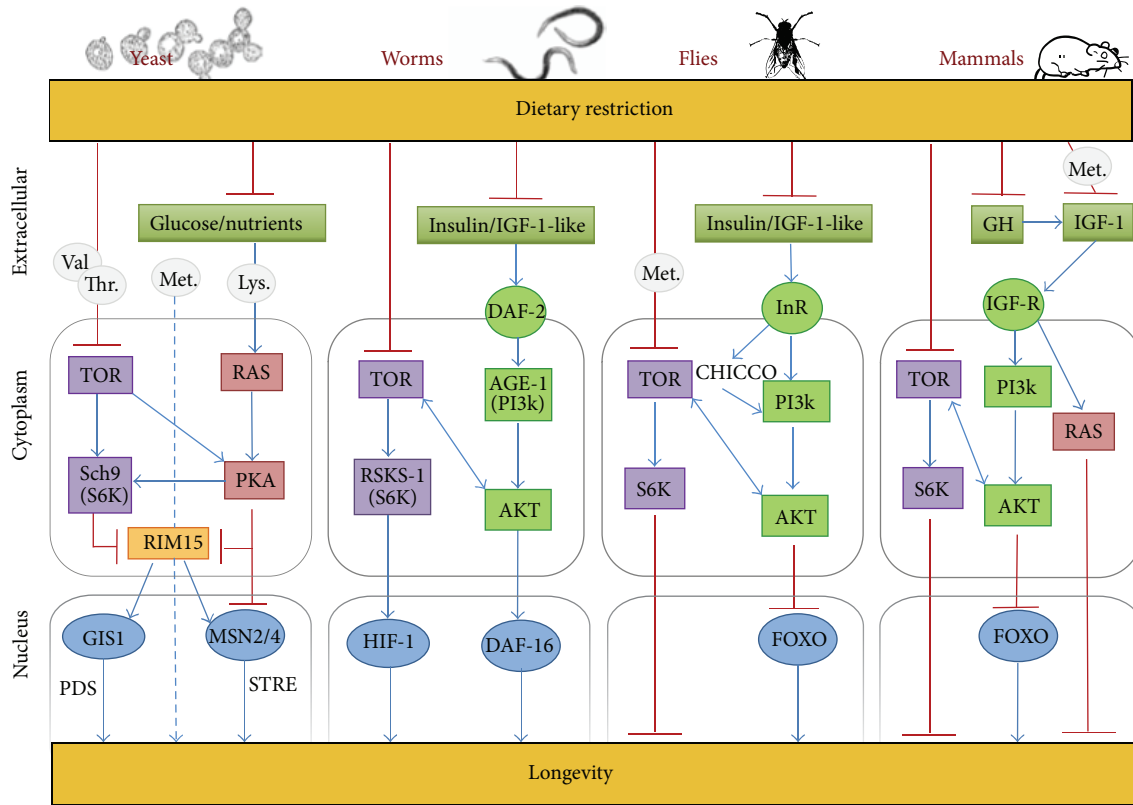 Yeast
Worms
Flies
Mammals
Dietary restriction
Extracellular
Cytoplasm
Nucleus
Glucose/nutrients
Val
Thr.
Met.
Lys.
TOR
RAS
Sch9
(S6K)
PKA
RIM15
GIS1
MSN2/4
PDS
STRE
Insulin/IGF-1-like
DAF-2
TOR
AGE-1
(PI3k)
RSKS-1
(S6K)
AKT
HIF-1
DAF-16
Met.
Insulin/IGF-1-like
InR
TOR
CHICCO
PI3k
S6K
AKT
FOXO
Met.
GH
IGF-1
IGF-R
TOR
PI3k
RAS
S6K
AKT
FOXO
Longevity